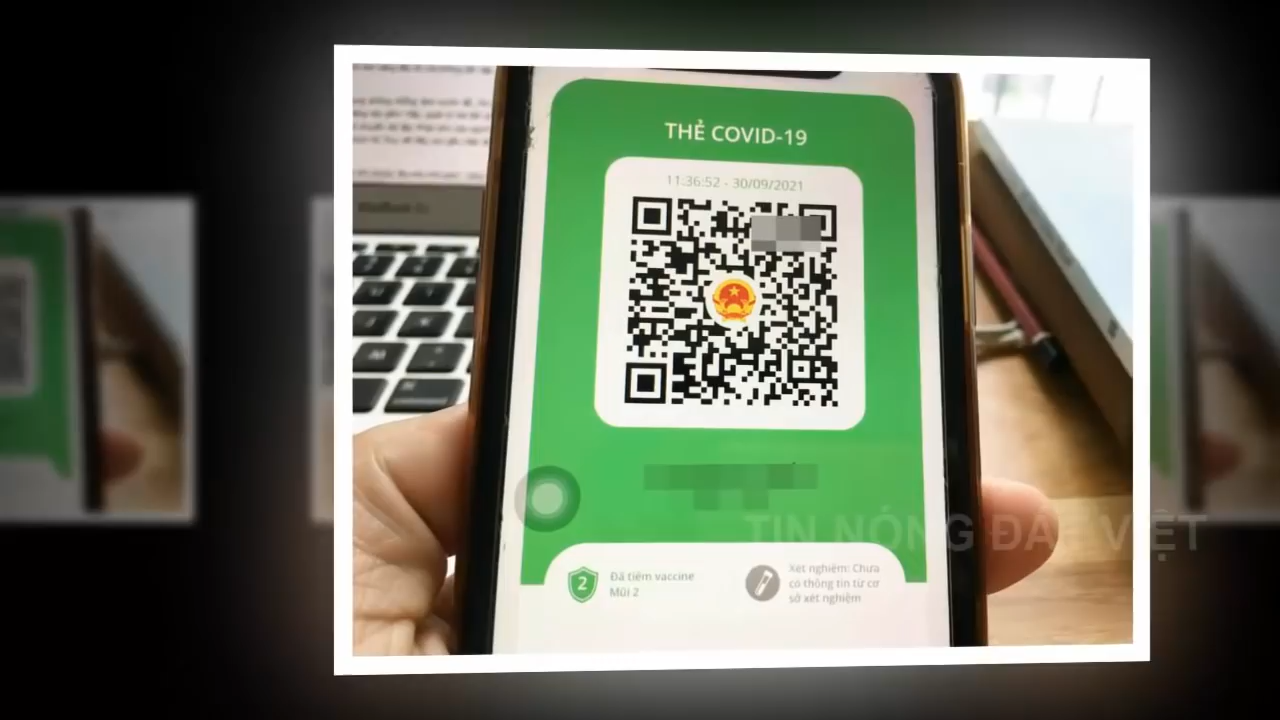 THẺ COVID-19
11:36:52 - 30/09/2021
2
Đã tiêm vaccine
Mũi 2
Xét nghiệm: Chưa
có thông tin từ cơ
sở xét nghiệm
TIN NÓNG ĐẤT VIỆT